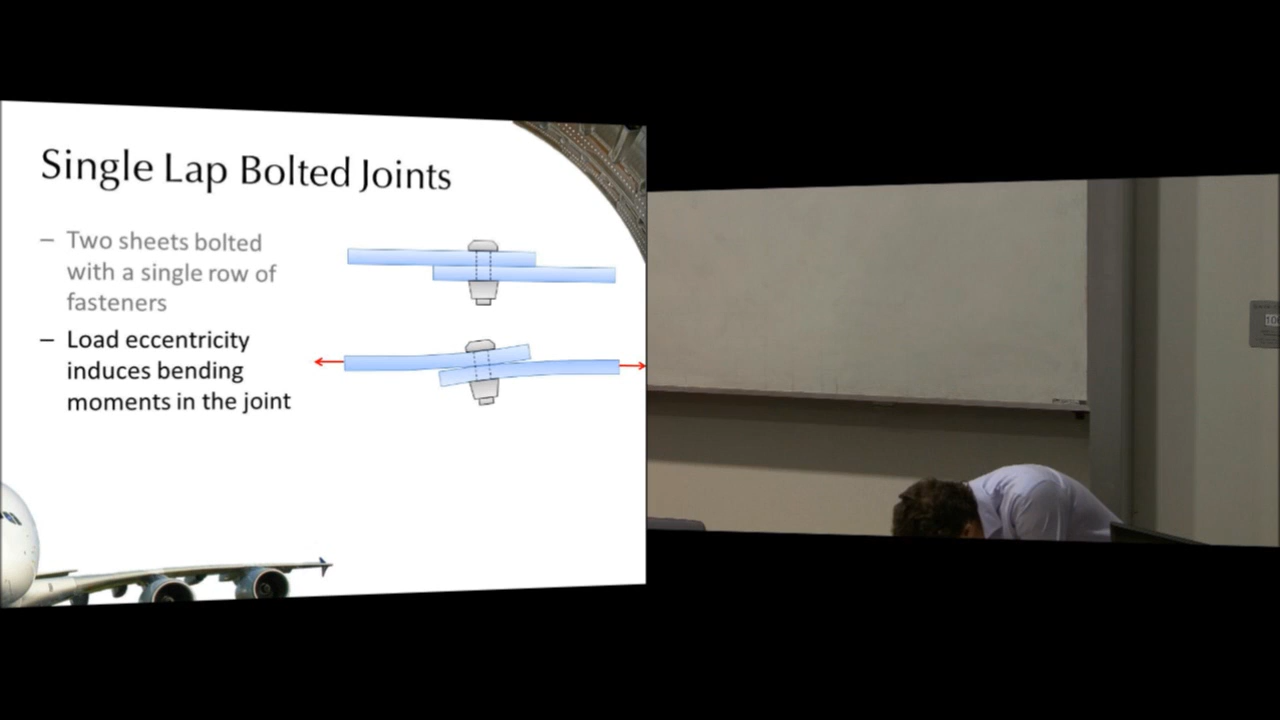 Single Lap Bolted Joints
– Two sheets bolted
with a single row of
fasteners
– Load eccentricity
induces bending
moments in the joint